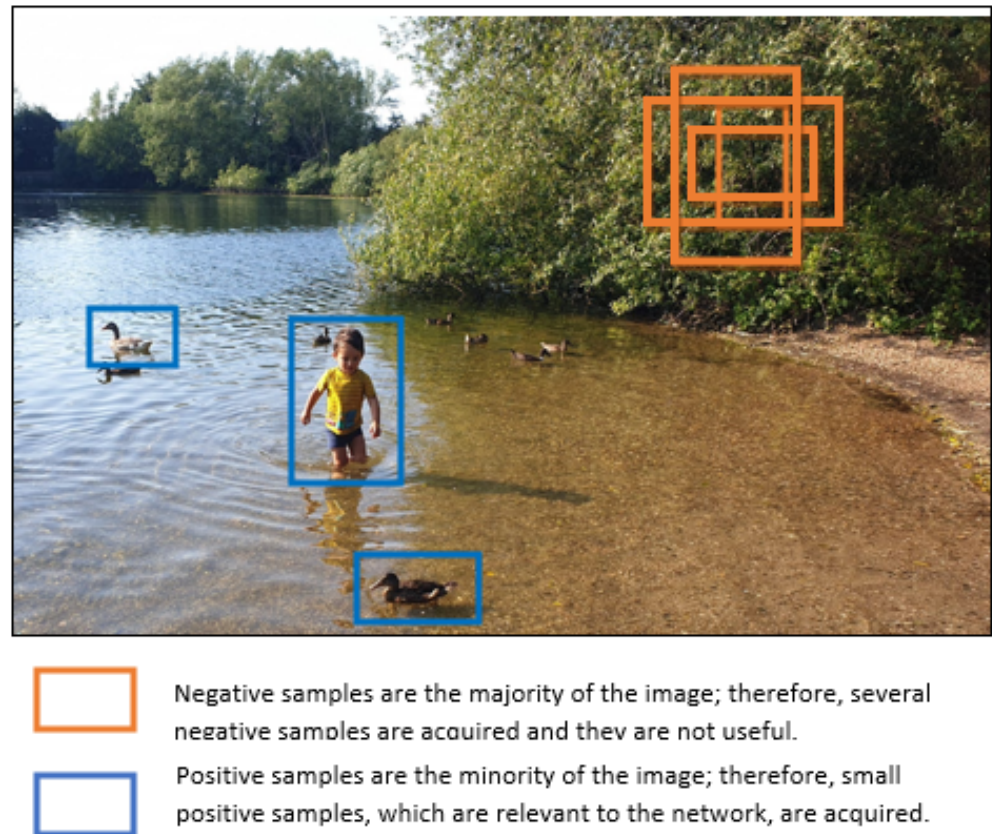 Negative samples are the majority of the image; therefore, several
negative samples are acquired and they are not useful.
Positive samples are the minority of the image; therefore, small
positive samples, which are relevant to the network, are acquired.